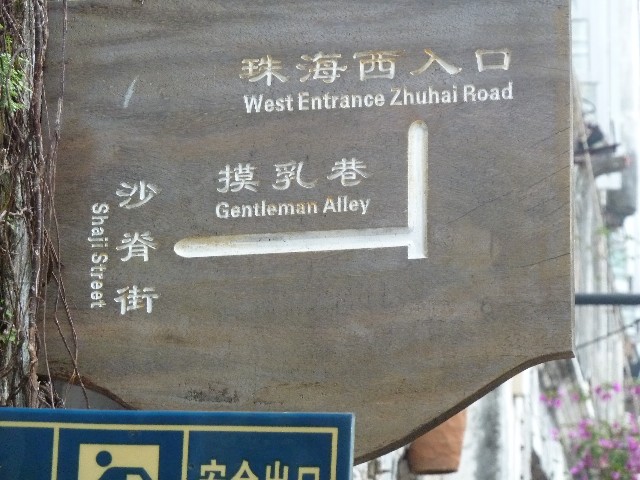 珠海西入口
West Entrance Zhuhai Road
摸乳巷
Gentleman Alley
沙脊街
Shaji Street
安全出口